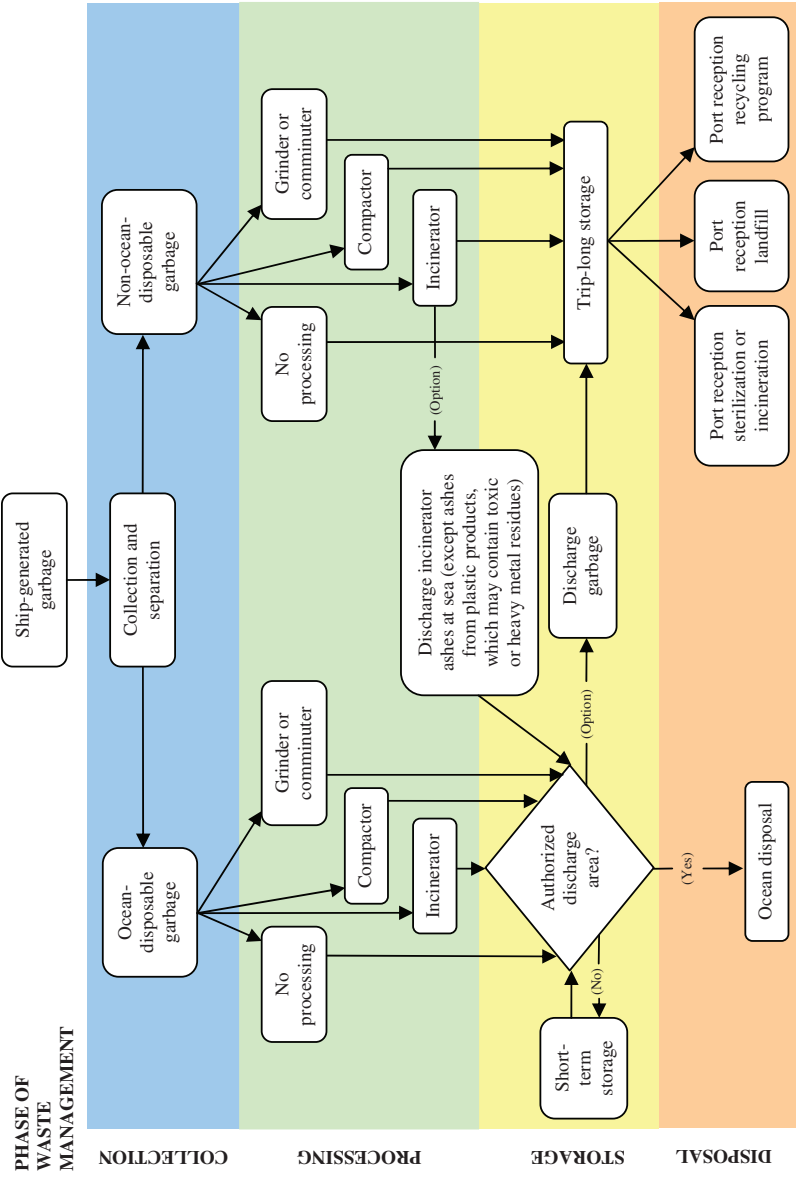 PHASE OF
WASTE
MANAGEMENT
Ship-generated
garbage
COLLECTION
Collection and
separation
Ocean-
disposable
garbage
Non-ocean-
disposable
garbage
PROCESSING
No
processing
Incinerator
Compactor
Grinder or
comminuter
No
processing
Incinerator
Compactor
Grinder or
comminuter
(Option)
Discharge incinerator
ashes at sea (except ashes
from plastic products,
which may contain toxic
or heavy metal residues)
STORAGE
Short-
term
storage
(No)
Authorized
discharge
area?
(Option)
Discharge
garbage
Trip-long storage
(Yes)
DISPOSAL
Ocean disposal
Port reception
sterilization or
incineration
Port
reception
landfill
Port reception
recycling
program